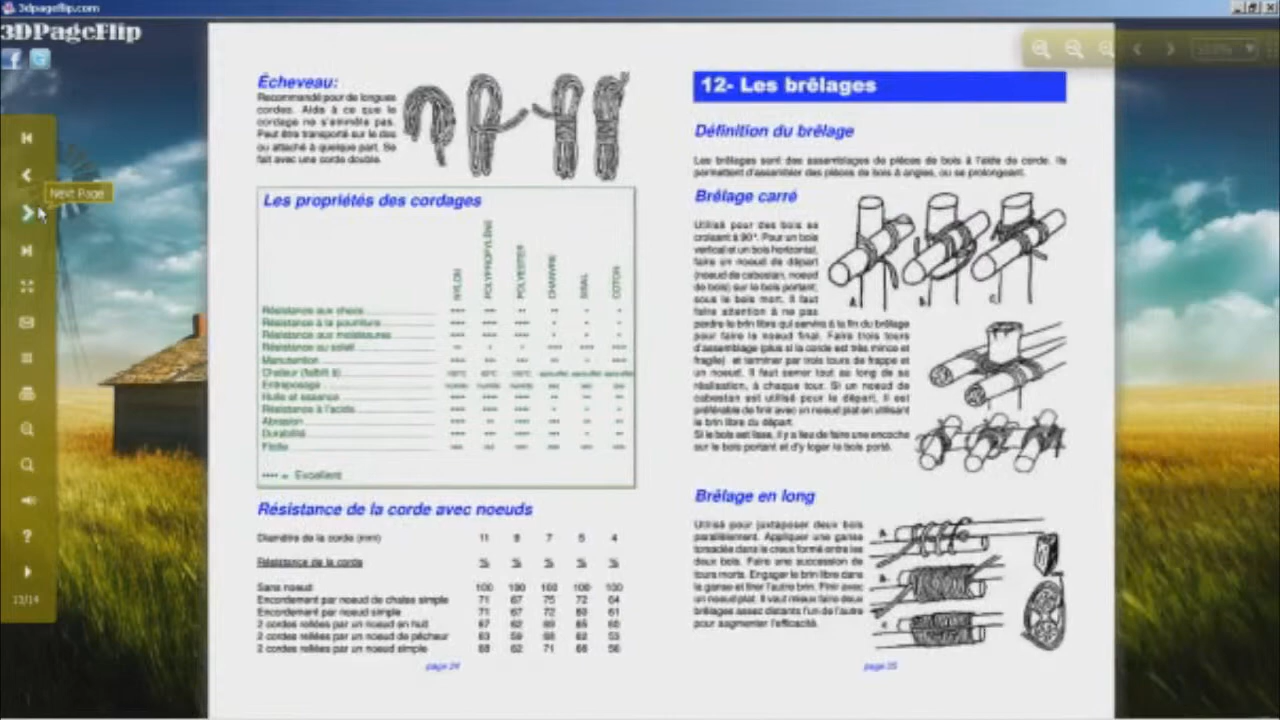 3dpageflip.com
3DPageFlip
Next Page
13/14
Écheveau:
Recommandé pour de longues
cordes. Aide à ce que le
cordage ne s'emmêle pas.
Peut être transporté sur le dos
ou attaché à quelque part. Se
fait avec une corde double.
Les propriétés des cordages
NYLON
POLYPROPYLÈNE
POLYESTER
CHANVRE
SISAL
COTON
Résistance aux chocs
Résistance à la pourriture
Résistance aux moisissures
Résistance au soleil
Manutention
Chaleur (faiblit à)
Entreposage
Huile et essence
Résistance à l'acide
Abrasion
Durabilité
•••• = Excellent
Résistance de la corde avec noeuds
Diamètre de la corde (mm) 11 9 7 5 4
Résistance de la corde % % % % %
Sans noeud 100 100 100 100 100
Encordement par noeud de chaise simple 71 67 75 72 64
Encordement par noeud simple 71 67 72 60 61
2 cordes reliées par un noeud en huit 67 62 69 65 60
2 cordes reliées par un noeud de pêcheur 63 59 68 62 53
2 cordes reliées par un noeud simple 68 62 71 66 56
page 24
12- Les brêlages
Définition du brêlage
Les brêlages sont des assemblages de pièces de bois à l'aide de corde. Ils
permettent d'assembler des pièces de bois à angles, ou se prolongeant.
Brêlage carré
Utilisé pour des bois se
croisant à 90°. Pour un bois
vertical et un bois horizontal,
faire un noeud de départ
(noeud de cabestan, noeud
de bois) sur le bois portant;
sous le bois mort. Il faut
faire attention à ne pas
perdre le brin libre qui servira à la fin du brêlage
pour faire le noeud final. Faire trois tours
d'assemblage (plus si la corde est très mince et
fragile) et terminer par trois tours de frappe et
un noeud. Il faut serrer tout au long de sa
réalisation, à chaque tour. Si un noeud de
cabestan est utilisé pour le départ, il est
préférable de finir avec un noeud plat en utilisant
le brin libre du départ.
Si le bois est lisse, il y a lieu de faire une encoche
sur le bois portant et d'y loger le bois porté.
A B C
Brêlage en long
Utilisé pour juxtaposer deux bois
parallèlement. Appliquer une ganse
torsadée dans le creux formé entre les
deux bois. Faire une succession de
tours morts. Engager le brin libre dans
la ganse et tirer l'autre brin. Finir avec
un noeud plat. Il vaut mieux faire deux
brêlages assez distants l'un de l'autre
pour augmenter l'efficacité.
page 25